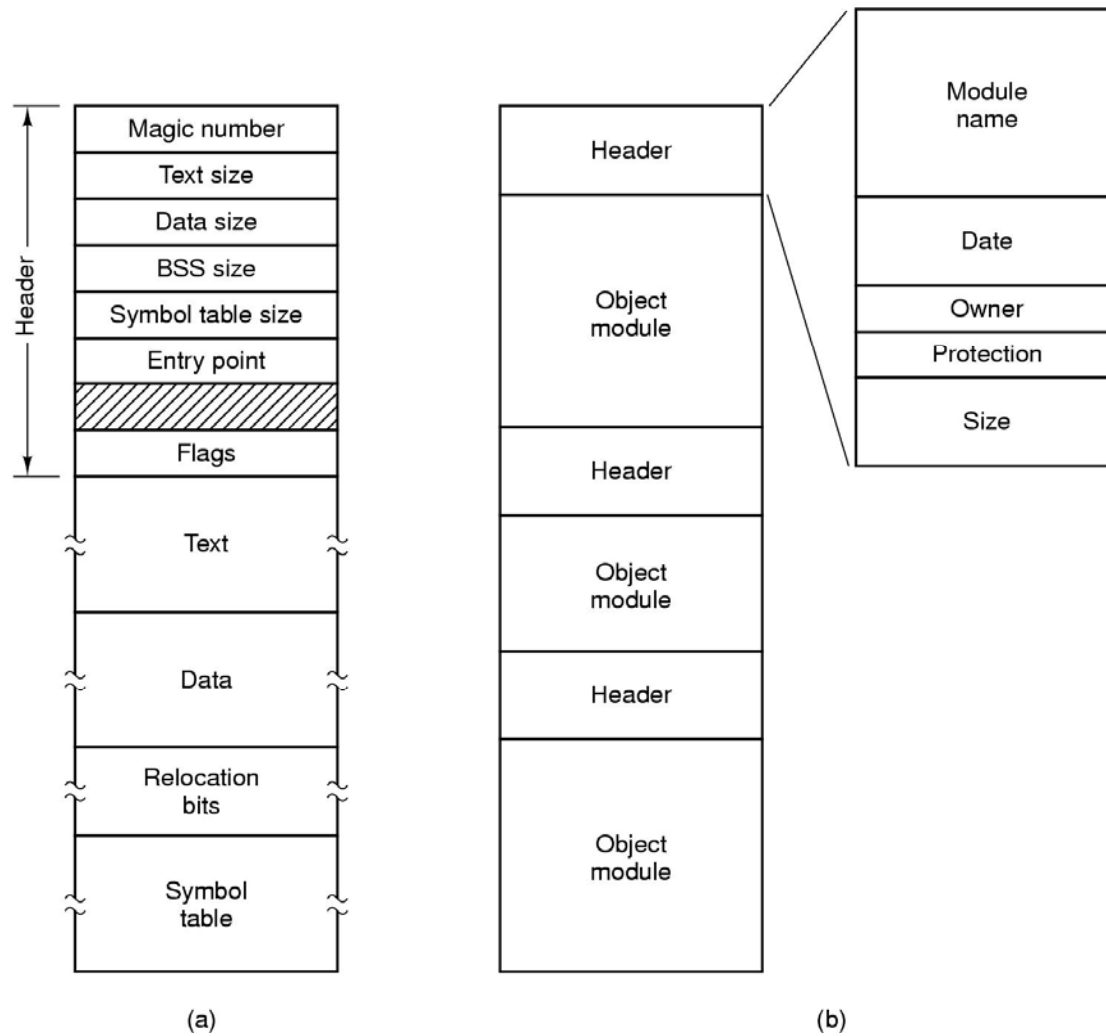 Header
Magic number
Text size
Data size
BSS size
Symbol table size
Entry point
Flags
Text
Data
Relocation
bits
Symbol
table
(a)
Header
Object
module
Header
Object
module
Header
Object
module
Module
name
Date
Owner
Protection
Size
(b)